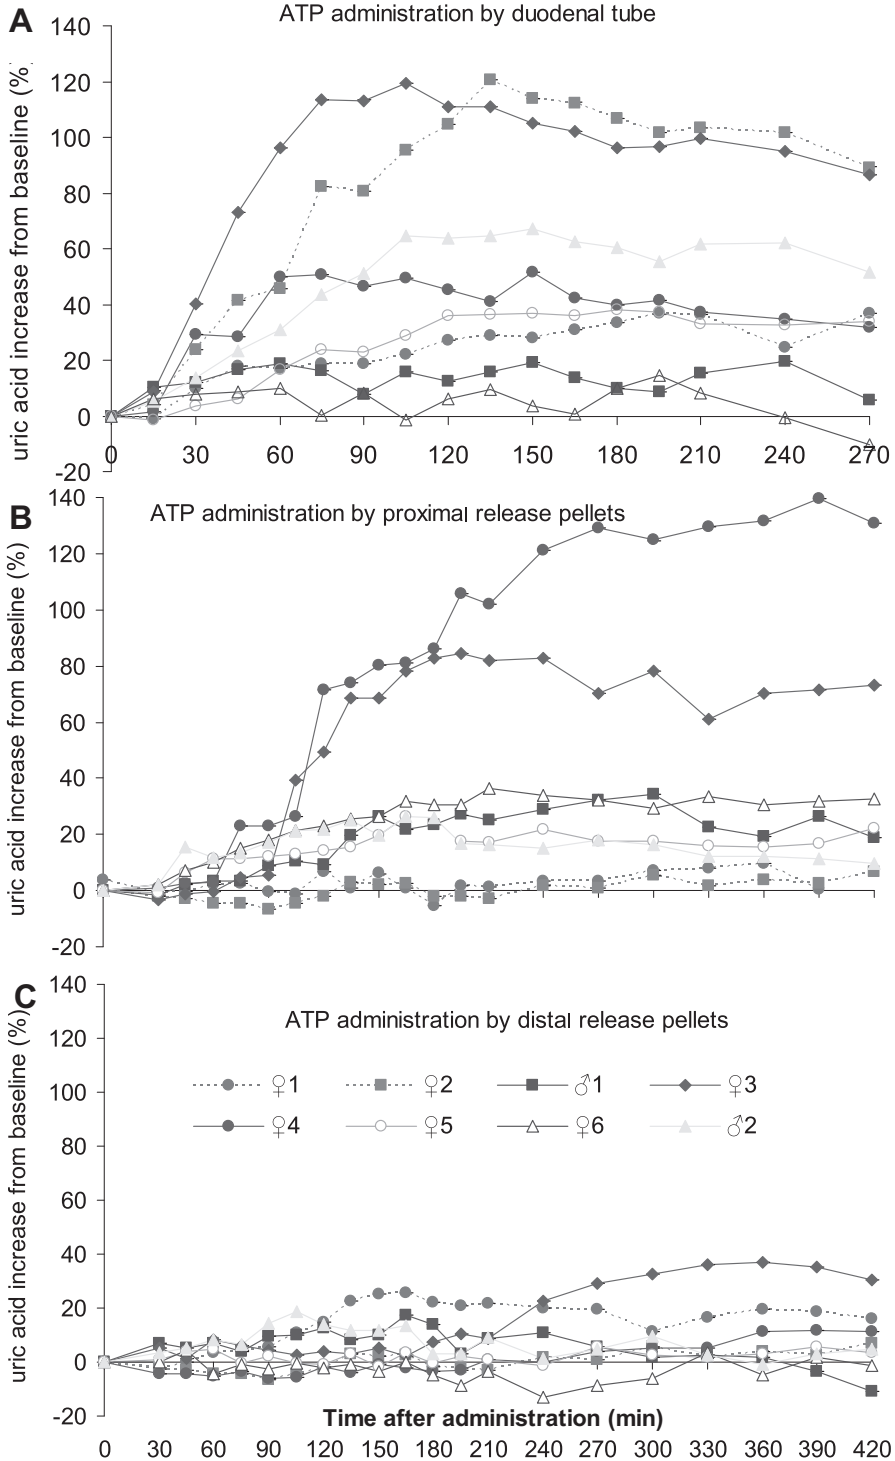 A
ATP administration by duodenal tube
uric acid increase from baseline (%)
140
120
100
80
60
40
20
0
-20
0 30 60 90 120 150 180 210 240 270
B
ATP administration by proximal release pellets
uric acid increase from baseline (%)
140
120
100
80
60
40
20
0
-20
C
ATP administration by distal release pellets
uric acid increase from baseline (%)
140
120
100
80
60
40
20
0
-20
♀1 ♀2 ♂1 ♀3
♀4 ♀5 ♀6 ♂2
Time after administration (min)
0 30 60 90 120 150 180 210 240 270 300 330 360 390 420